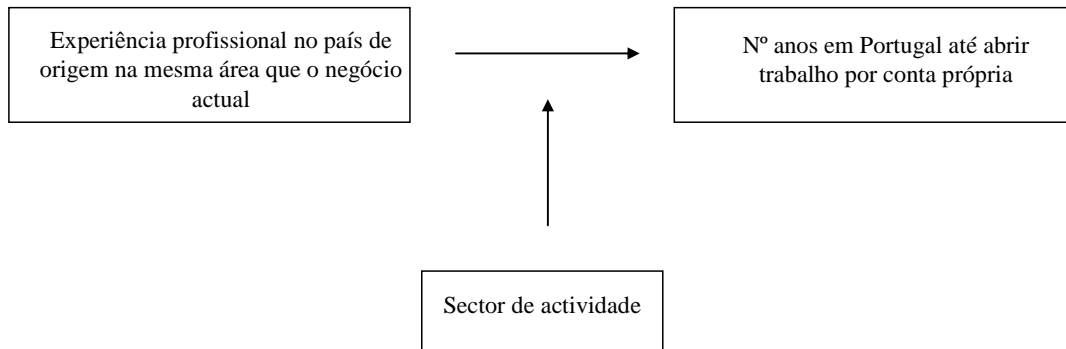 Experiência profissional no país de
origem na mesma área que o negócio
actual
Nº anos em Portugal até abrir
trabalho por conta própria
Sector de actividade